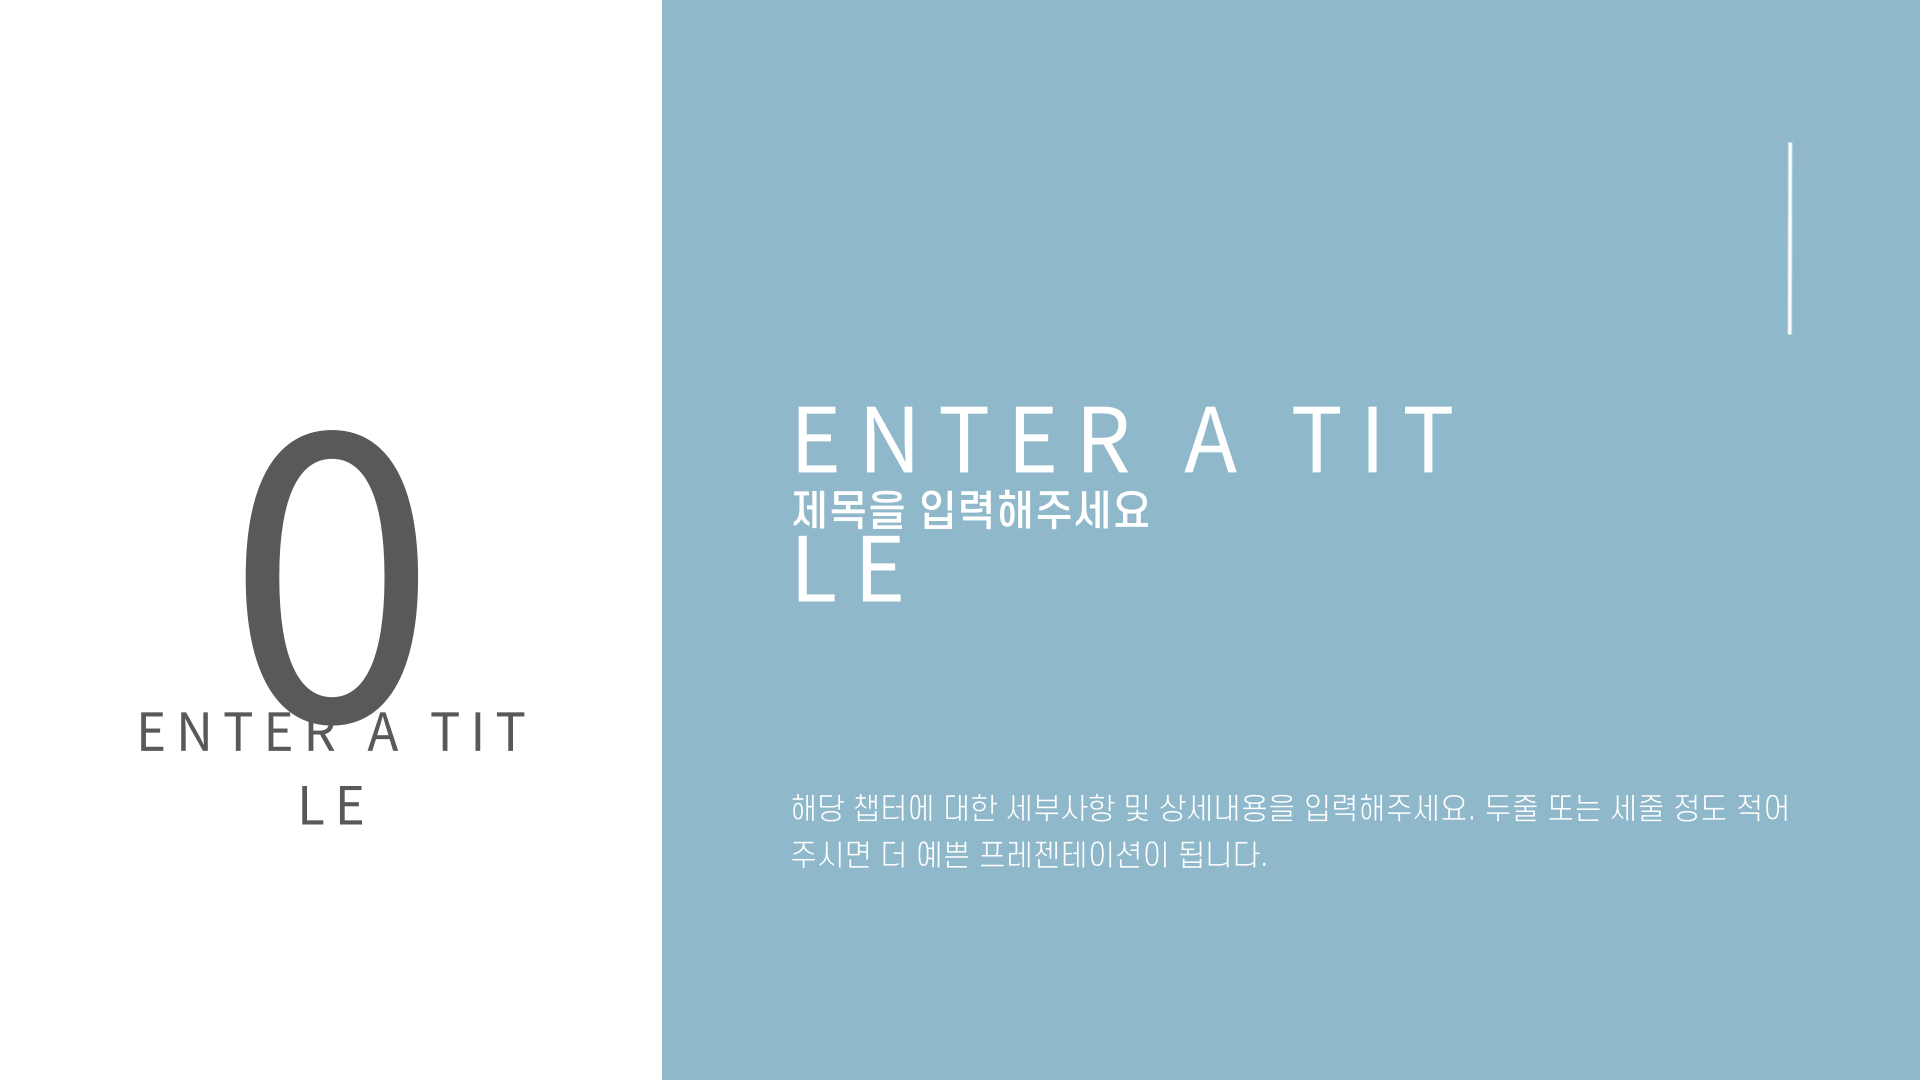 0
ENTER A TIT
LE
ENTER A TIT
제목을 입력해주세요
LE
해당 챕터에 대한 세부사항 및 상세내용을 입력해주세요. 두줄 또는 세줄 정도 적어
주시면 더 예쁜 프레젠테이션이 됩니다.